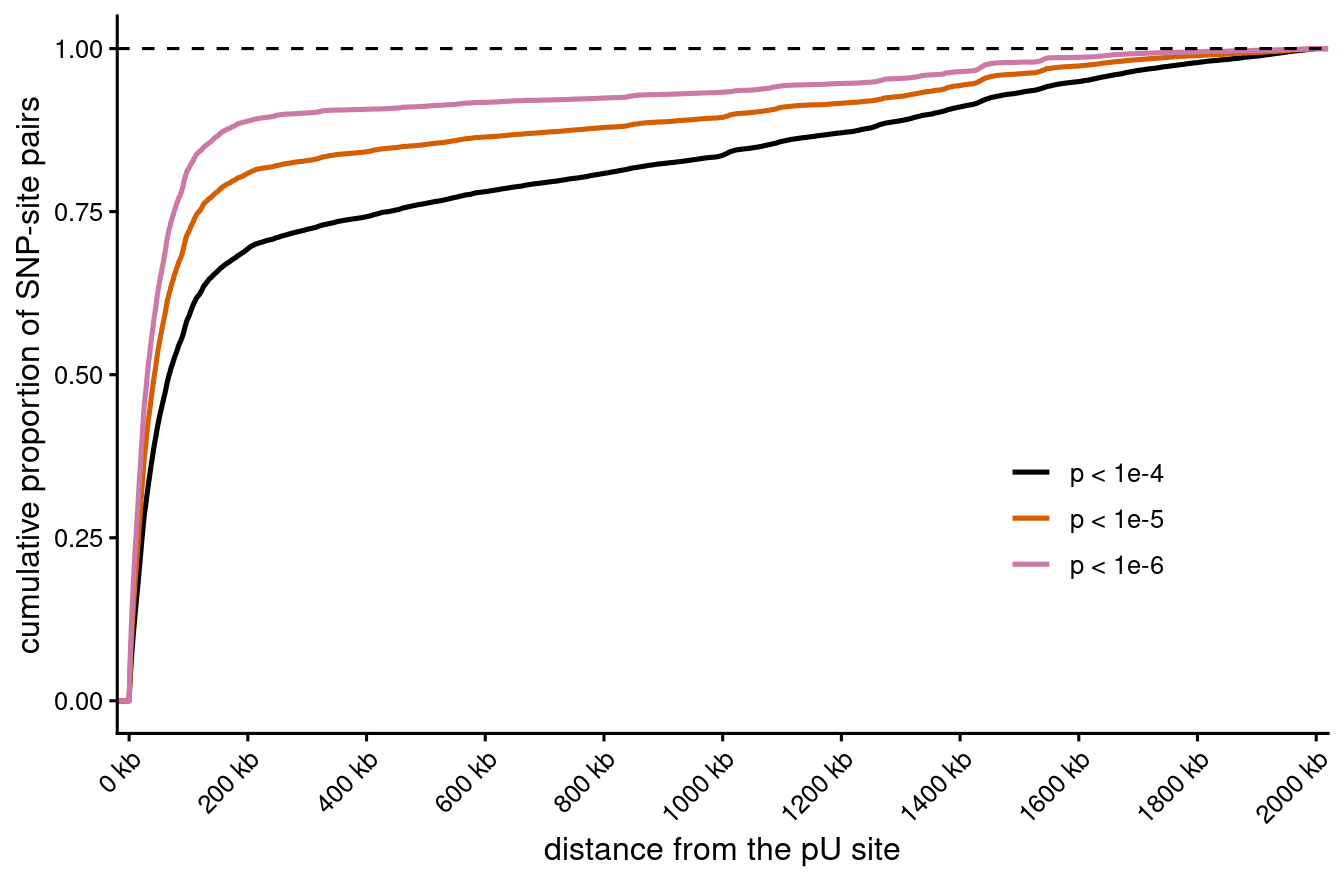 cumulative proportion of SNP-site pairs
1.00
0.75
0.50
0.25
0.00
p < 1e-4
p < 1e-5
p < 1e-6
0 kb
200 kb
400 kb
600 kb
800 kb
1000 kb
1200 kb
1400 kb
1600 kb
1800 kb
2000 kb
distance from the pU site